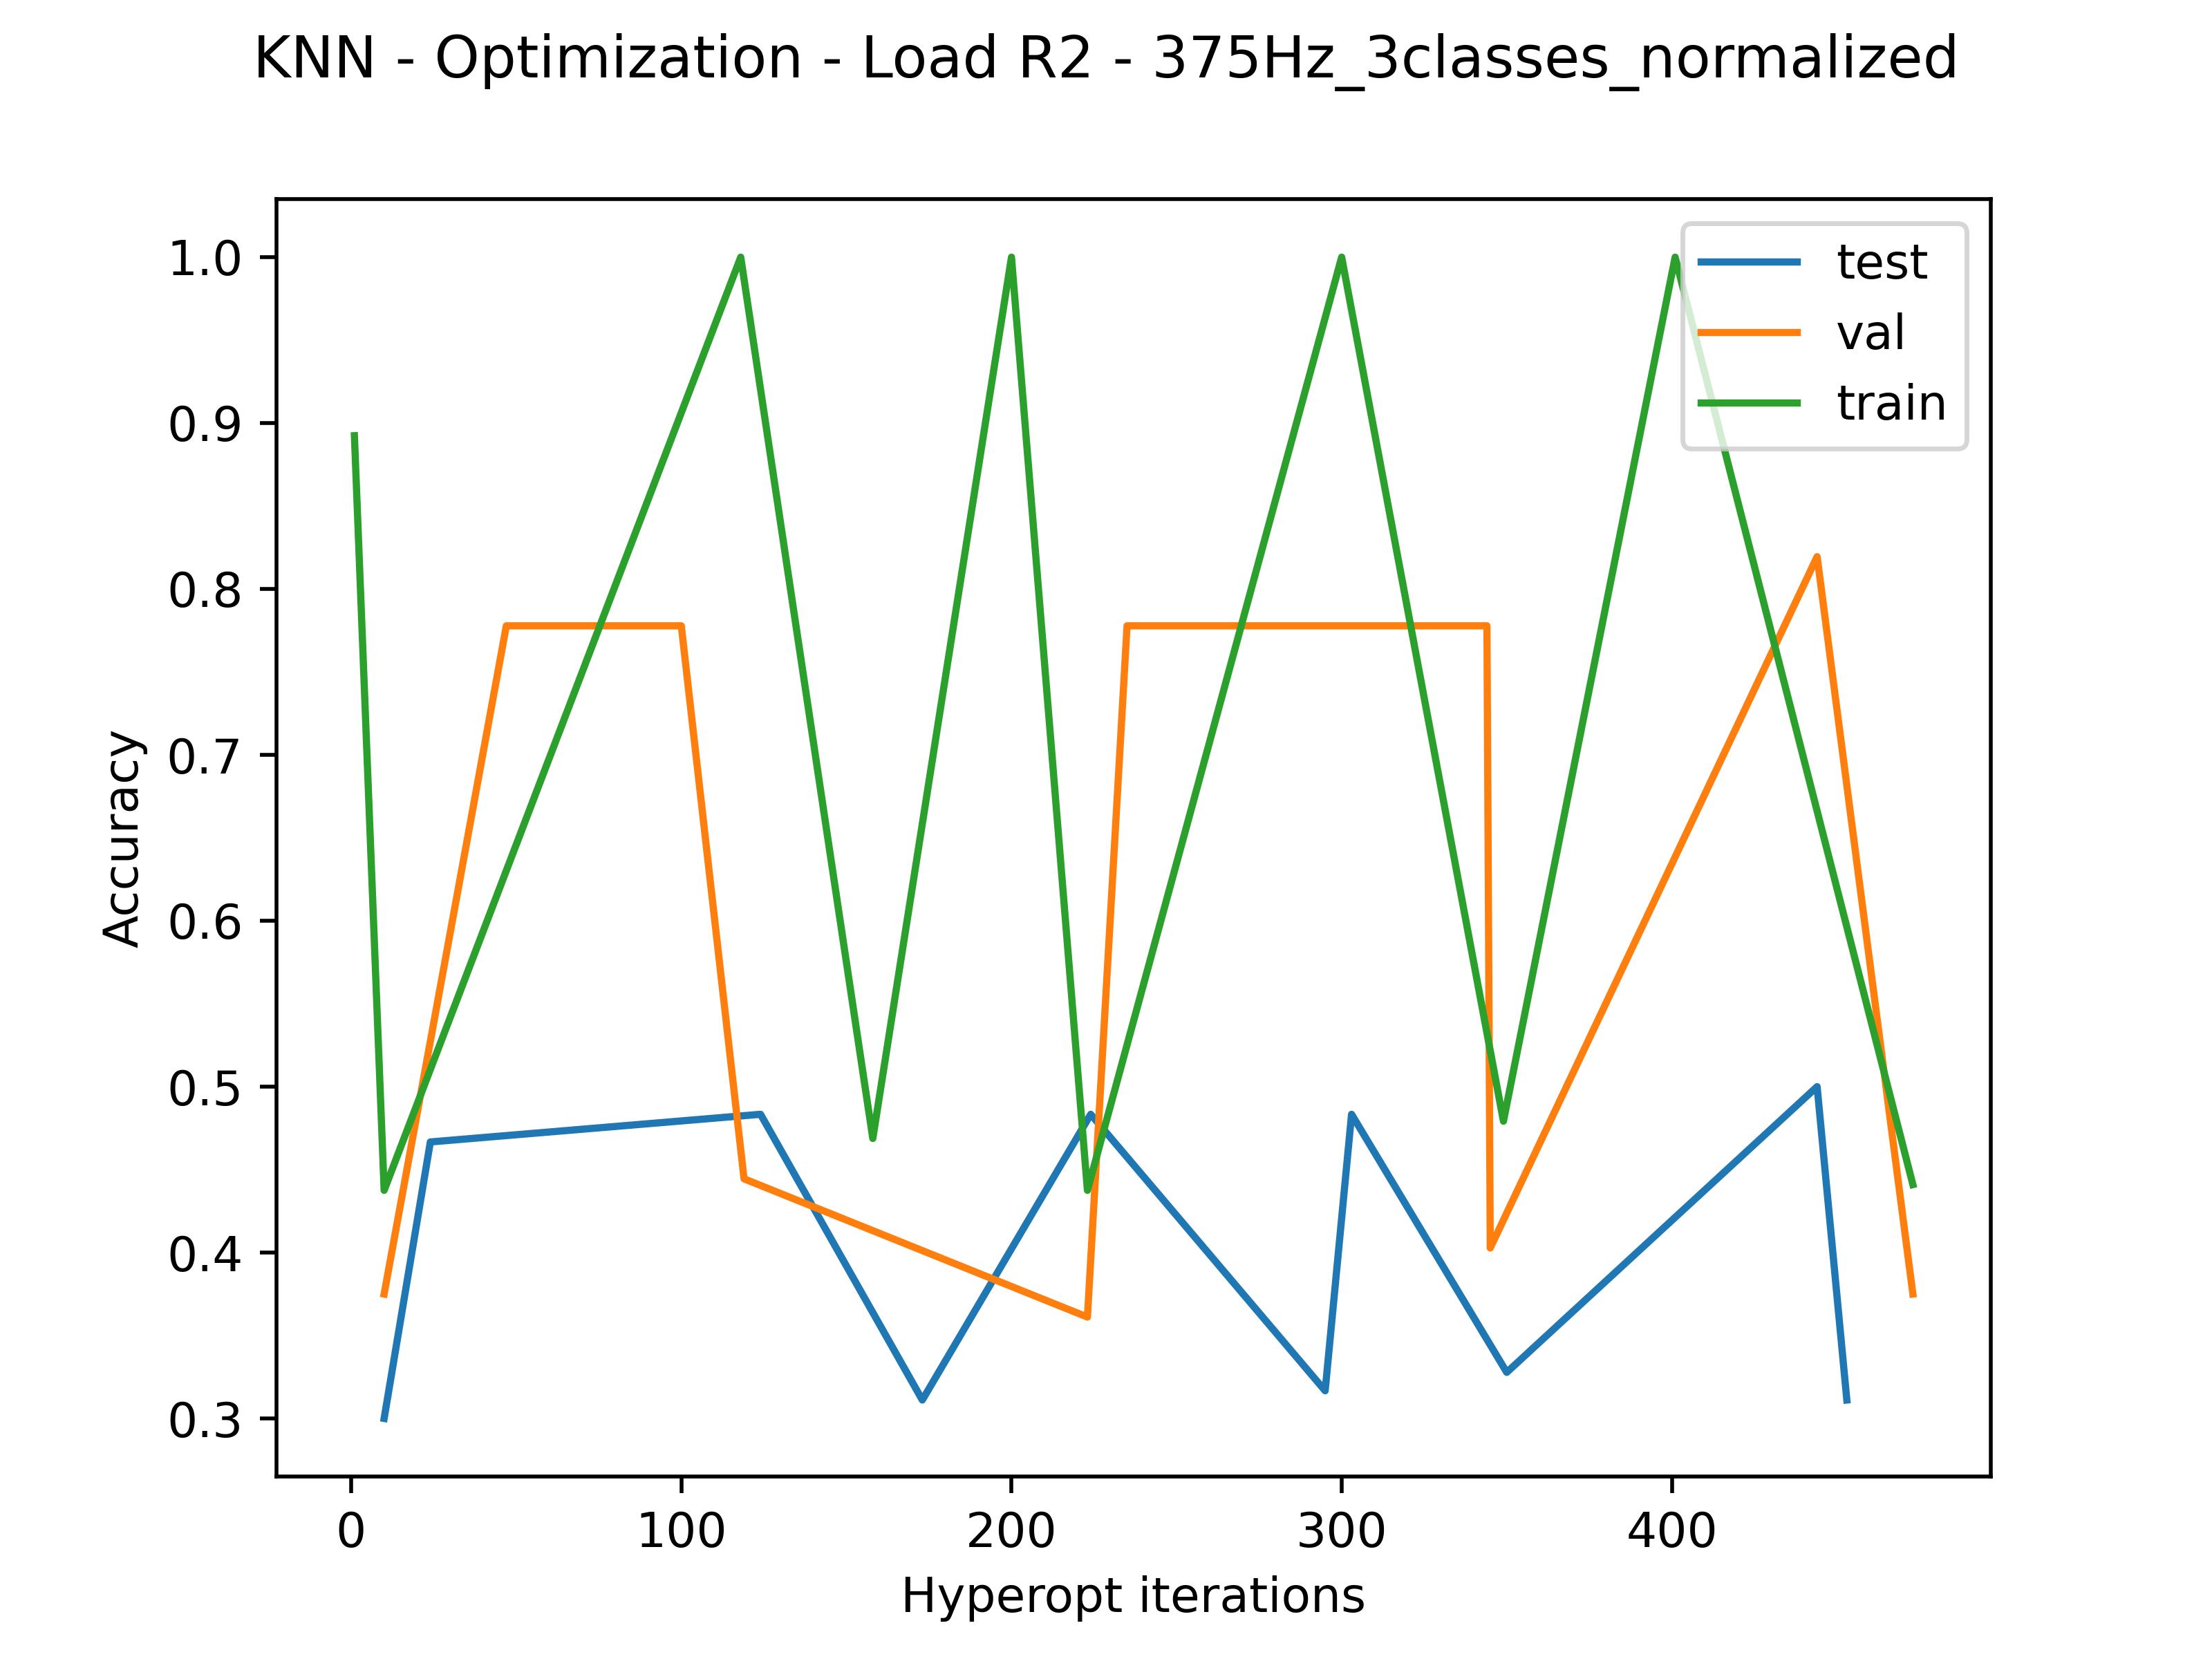 KNN - Optimization - Load R2 - 375Hz_3classes_normalized
test
val
train
1.0
0.9
0.8
0.7
0.6
0.5
0.4
0.3
Accuracy
0 100 200 300 400
Hyperopt iterations